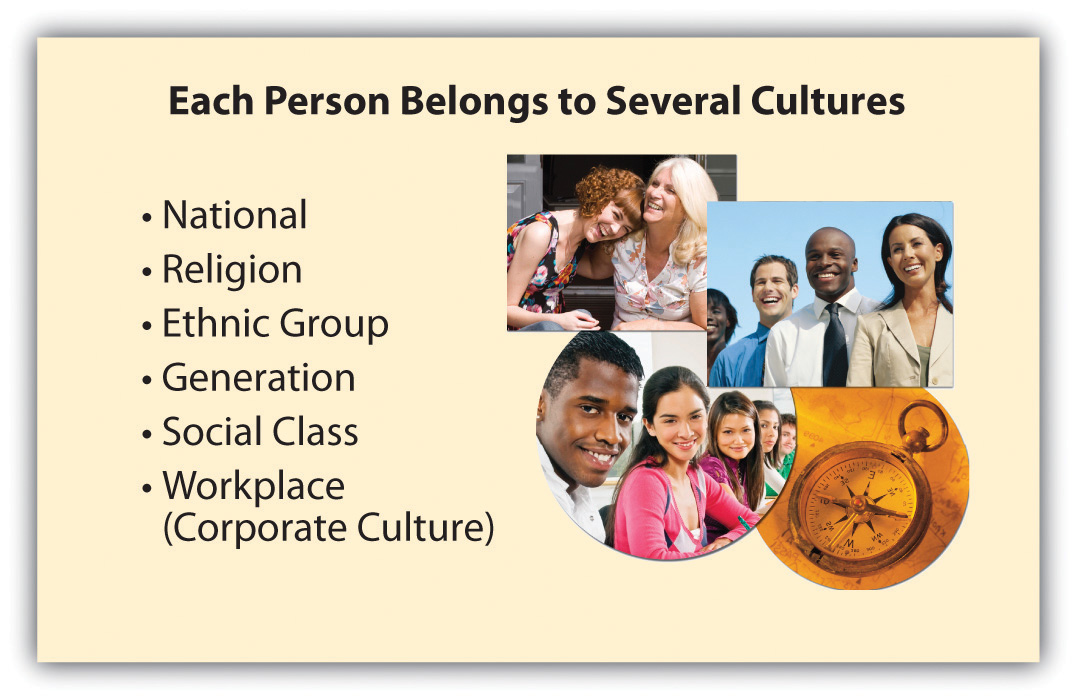 Each Person Belongs to Several Cultures
• National
• Religion
• Ethnic Group
• Generation
• Social Class
• Workplace
(Corporate Culture)
E
W